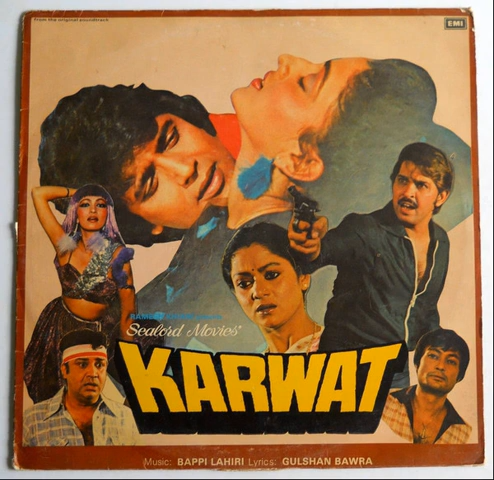 From the original soundtrack
EMI
Sealord Movies'
KARWAT
Music: BAPPI LAHIRI Lyrics: GULSHAN BAWRA